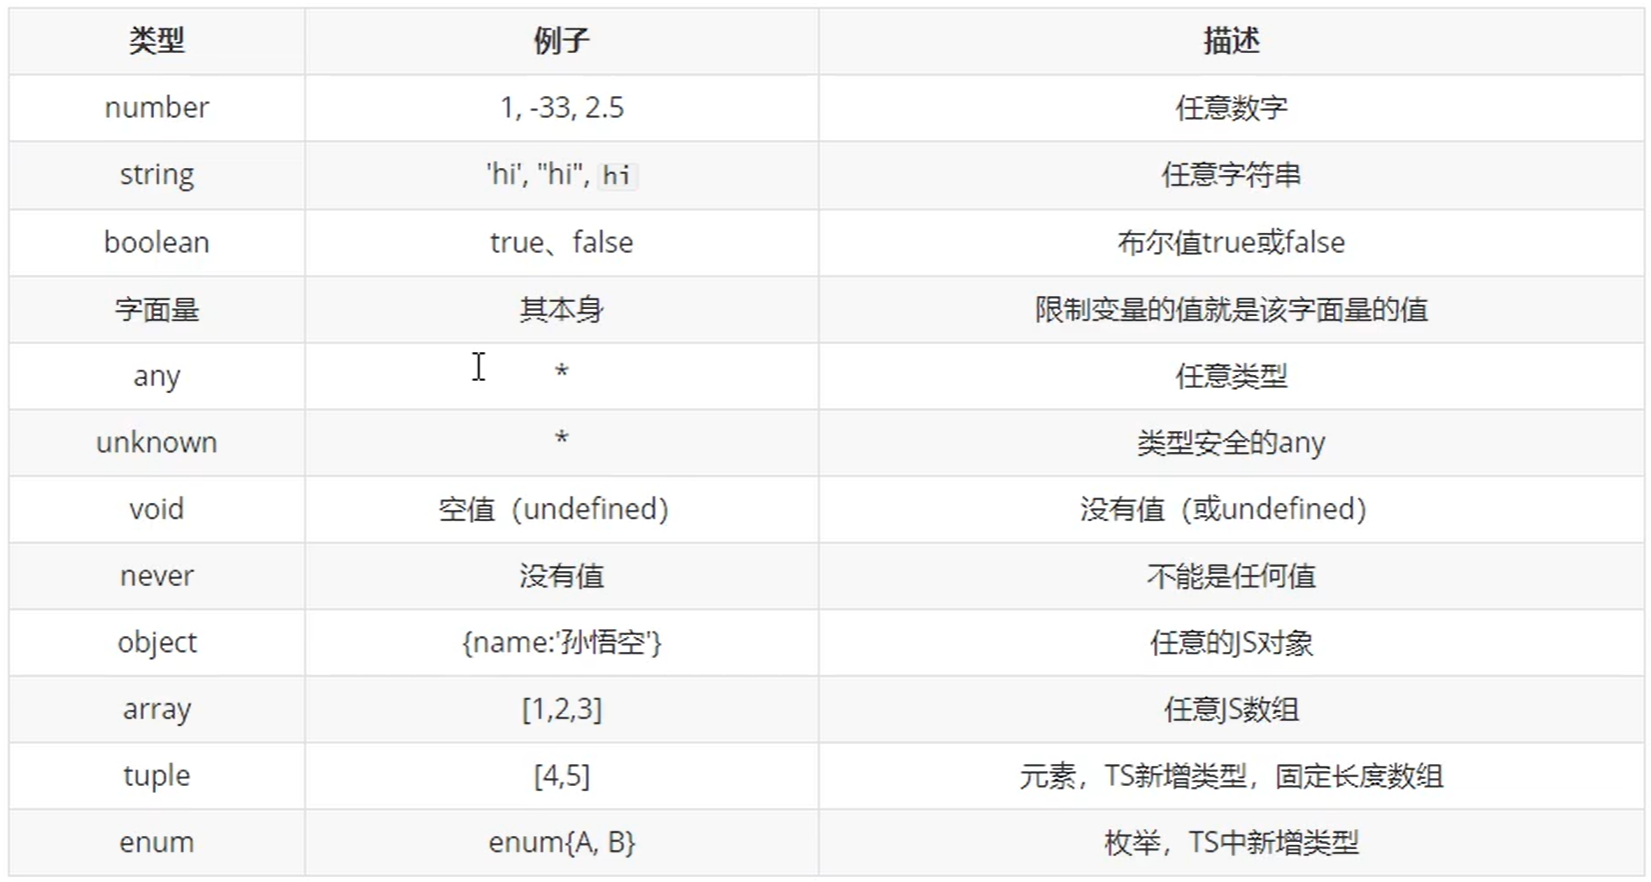 类型 例子 描述
number 1, -33, 2.5 任意数字
string 'hi', "hi", hi 任意字符串
boolean true、false 布尔值true或false
字面量 其本身 限制变量的值就是该字面量的值
any * 任意类型
unknown * 类型安全的any
void 空值（undefined） 没有值（或undefined）
never 没有值 不能是任何值
object {name:'孙悟空'} 任意的JS对象
array [1,2,3] 任意JS数组
tuple [4,5] 元素，TS新增类型，固定长度数组
enum enum{A, B} 枚举，TS中新增类型